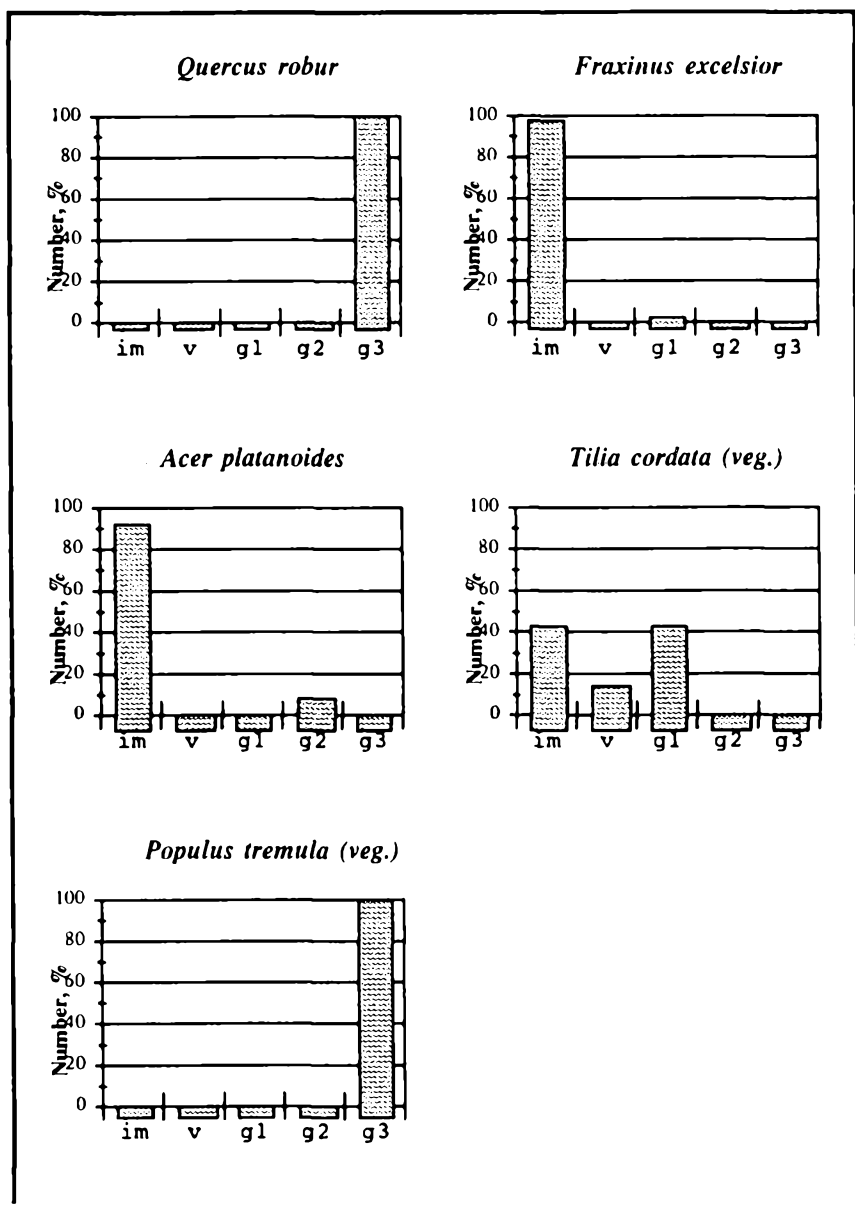 Quercus robur
Number, %
100
80
60
40
20
0
im v g1 g2 g3
Fraxinus excelsior
Number, %
100
80
60
40
20
0
im v g1 g2 g3
Acer platanoides
Number, %
100
80
60
40
20
0
im v g1 g2 g3
Tilia cordata (veg.)
Number, %
100
80
60
40
20
0
im v g1 g2 g3
Populus tremula (veg.)
Number, %
100
80
60
40
20
0
im v g1 g2 g3